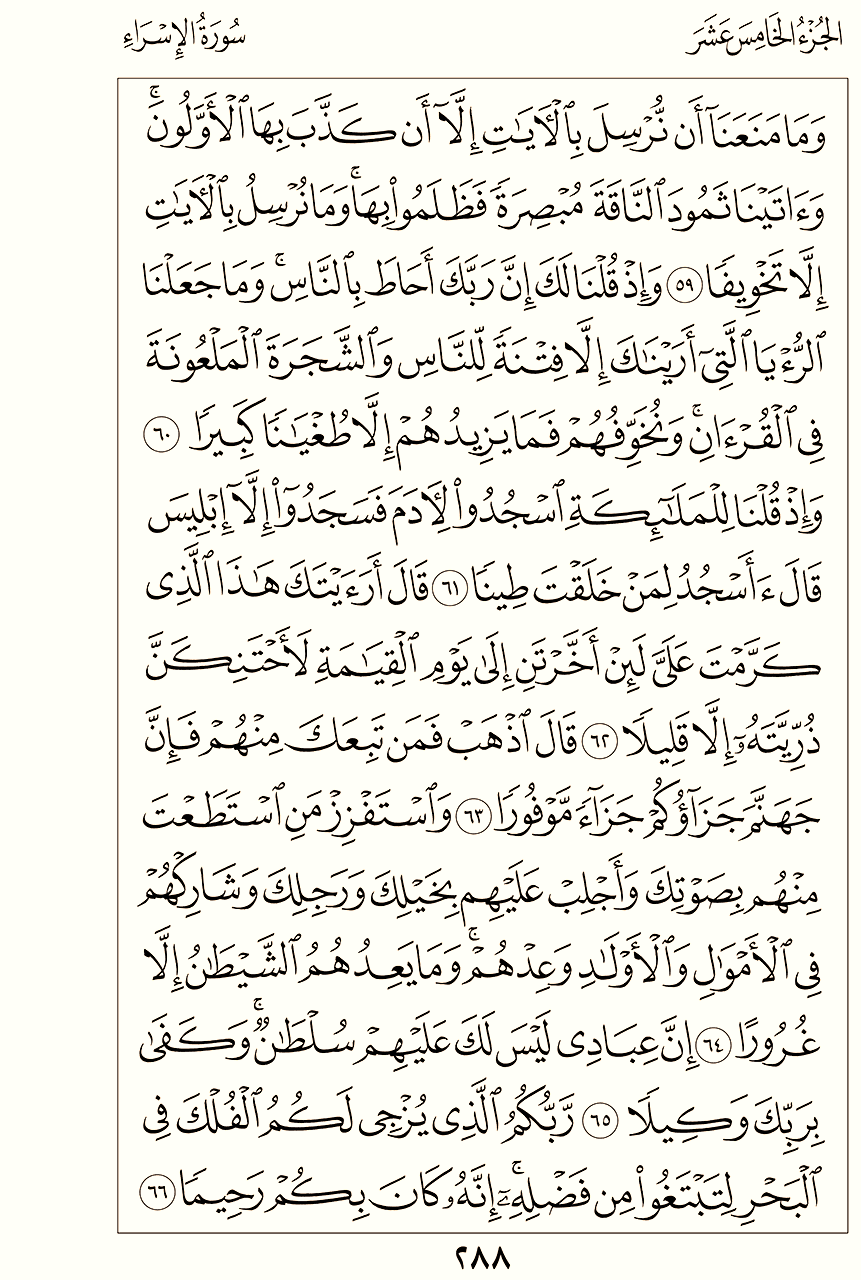 الجُزْءُ الخَامِسَ عَشَرَ
سُورَةُ الإِسْرَاءِ
وَمَا مَنَعَنَآ أَن نُّرْسِلَ بِٱلْأٓيَٰتِ إِلَّآ أَن كَذَّبَ بِهَا ٱلْأَوَّلُونَۚ
وَءَاتَيْنَا ثَمُودَ ٱلنَّاقَةَ مُبْصِرَةً فَظَلَمُوا۟ بِهَاۚ وَمَا نُرْسِلُ بِٱلْأٓيَٰتِ
إِلَّا تَخْوِيفًا ٥٩ وَإِذْ قُلْنَا لَكَ إِنَّ رَبَّكَ أَحَاطَ بِٱلنَّاسِۚ وَمَا جَعَلْنَا
ٱلرُّءْيَا ٱلَّتِىٓ أَرَيْنَٰكَ إِلَّا فِتْنَةً لِّلنَّاسِ وَٱلشَّجَرَةَ ٱلْمَلْعُونَةَ
فِى ٱلْقُرْءَانِۚ وَنُخَوِّفُهُمْ فَمَا يَزِيدُهُمْ إِلَّا طُغْيَٰنًا كَبِيرًا ٦٠
وَإِذْ قُلْنَا لِلْمَلَٰٓئِكَةِ ٱسْجُدُوا۟ لِأٓدَمَ فَسَجَدُوٓا۟ إِلَّآ إِبْلِيسَ
قَالَ ءَأَسْجُدُ لِمَنْ خَلَقْتَ طِينًا ٦١ قَالَ أَرَءَيْتَكَ هَٰذَا ٱلَّذِى
كَرَّمْتَ عَلَىَّ لَئِنْ أَخَّرْتَنِ إِلَىٰ يَوْمِ ٱلْقِيَٰمَةِ لَأَحْتَنِكَنَّ
ذُرِّيَّتَهُۥٓ إِلَّا قَلِيلًا ٦٢ قَالَ ٱذْهَبْ فَمَن تَبِعَكَ مِنْهُمْ فَإِنَّ
جَهَنَّمَ جَزَآؤُكُمْ جَزَآءً مَّوْفُورًا ٦٣ وَٱسْتَفْزِزْ مَنِ ٱسْتَطَعْتَ
مِنْهُم بِصَوْتِكَ وَأَجْلِبْ عَلَيْهِم بِخَيْلِكَ وَرَجِلِكَ وَشَارِكْهُمْ
فِى ٱلْأَمْوَٰلِ وَٱلْأَوْلَٰدِ وَعِدْهُمْۚ وَمَا يَعِدُهُمُ ٱلشَّيْطَٰنُ إِلَّا
غُرُورًا ٦٤ إِنَّ عِبَادِى لَيْسَ لَكَ عَلَيْهِمْ سُلْطَٰنٌۚ وَكَفَىٰ
بِرَبِّكَ وَكِيلًا ٦٥ رَّبُّكُمُ ٱلَّذِى يُزْجِى لَكُمُ ٱلْفُلْكَ فِى
ٱلْبَحْرِ لِتَبْتَغُوا۟ مِن فَضْلِهِۦٓۚ إِنَّهُۥ كَانَ بِكُمْ رَحِيمًا ٦٦
٢٨٨